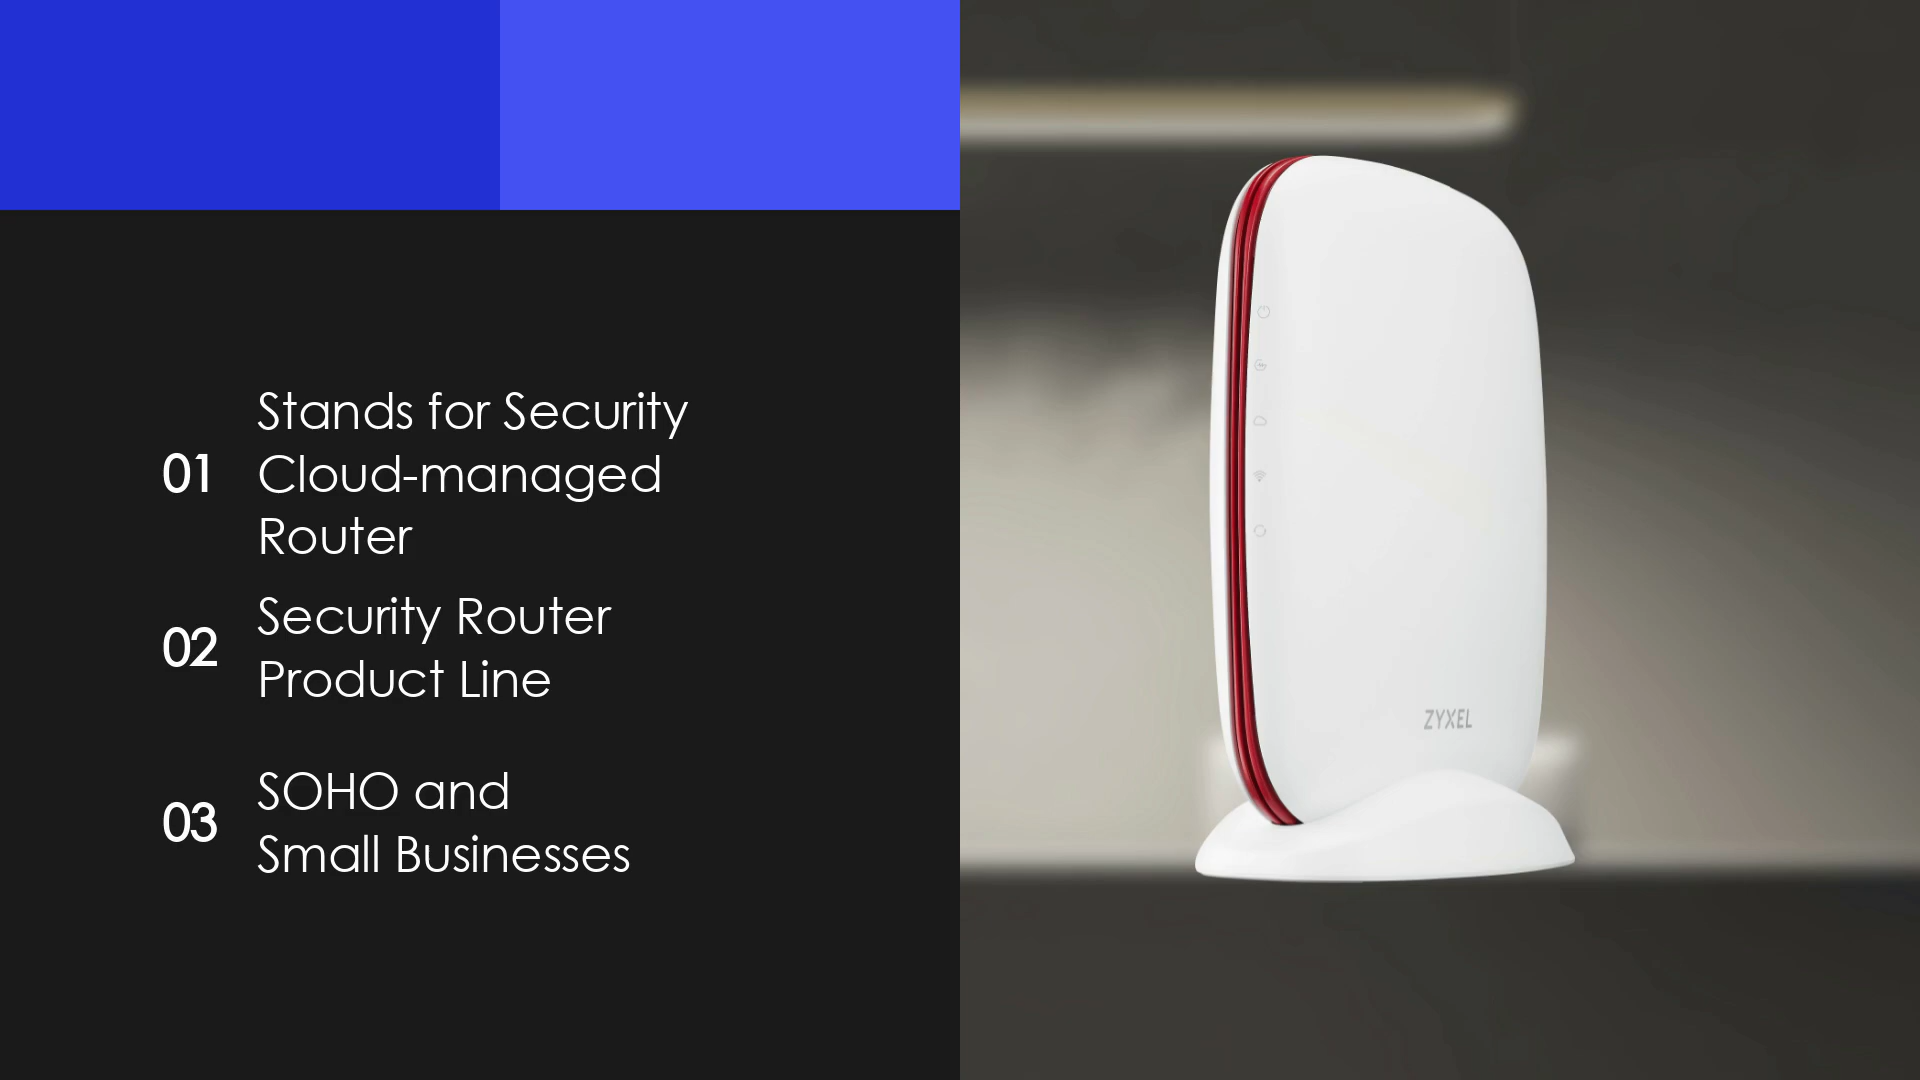 01
Stands for Security
Cloud-managed
Router
02
Security Router
Product Line
03
SOHO and
Small Businesses
ZYXEL